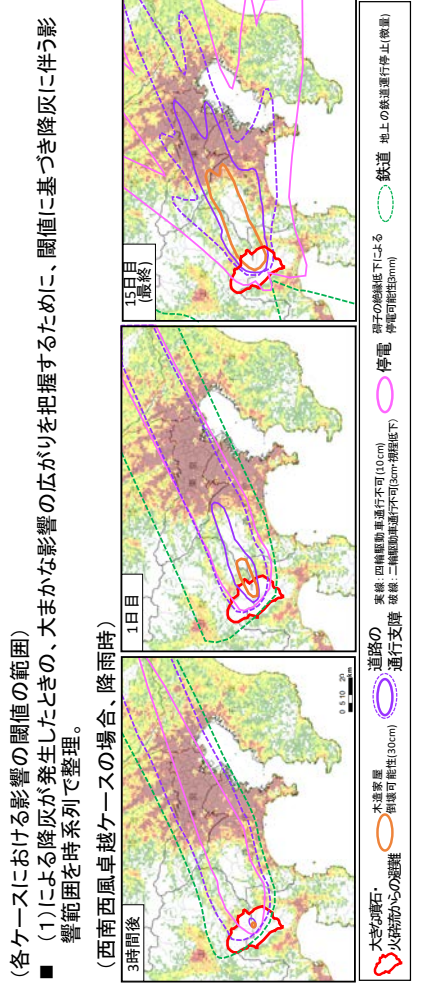 (各ケースにおける影響の閾値の範囲)
■ (1)による降灰が発生したときの、大まかな影響の広がりを把握するために、閾値に基づき降灰に伴う影
響範囲を時系列で整理。
(西南西風卓越ケースの場合、降雨時)
3時間後
0 5 10 20 km
1日目
15日目
(最終)
大きな噴石・
火砕流からの避難
木造家屋
倒壊可能性(30cm)
道路の
通行支障
実線:四輪駆動車通行不可(10cm)
破線:二輪駆動車通行不可(3cm・視程低下)
停電
碍子の絶縁低下による
停電可能性(3mm)
鉄道
地上の鉄道運行停止(微量)